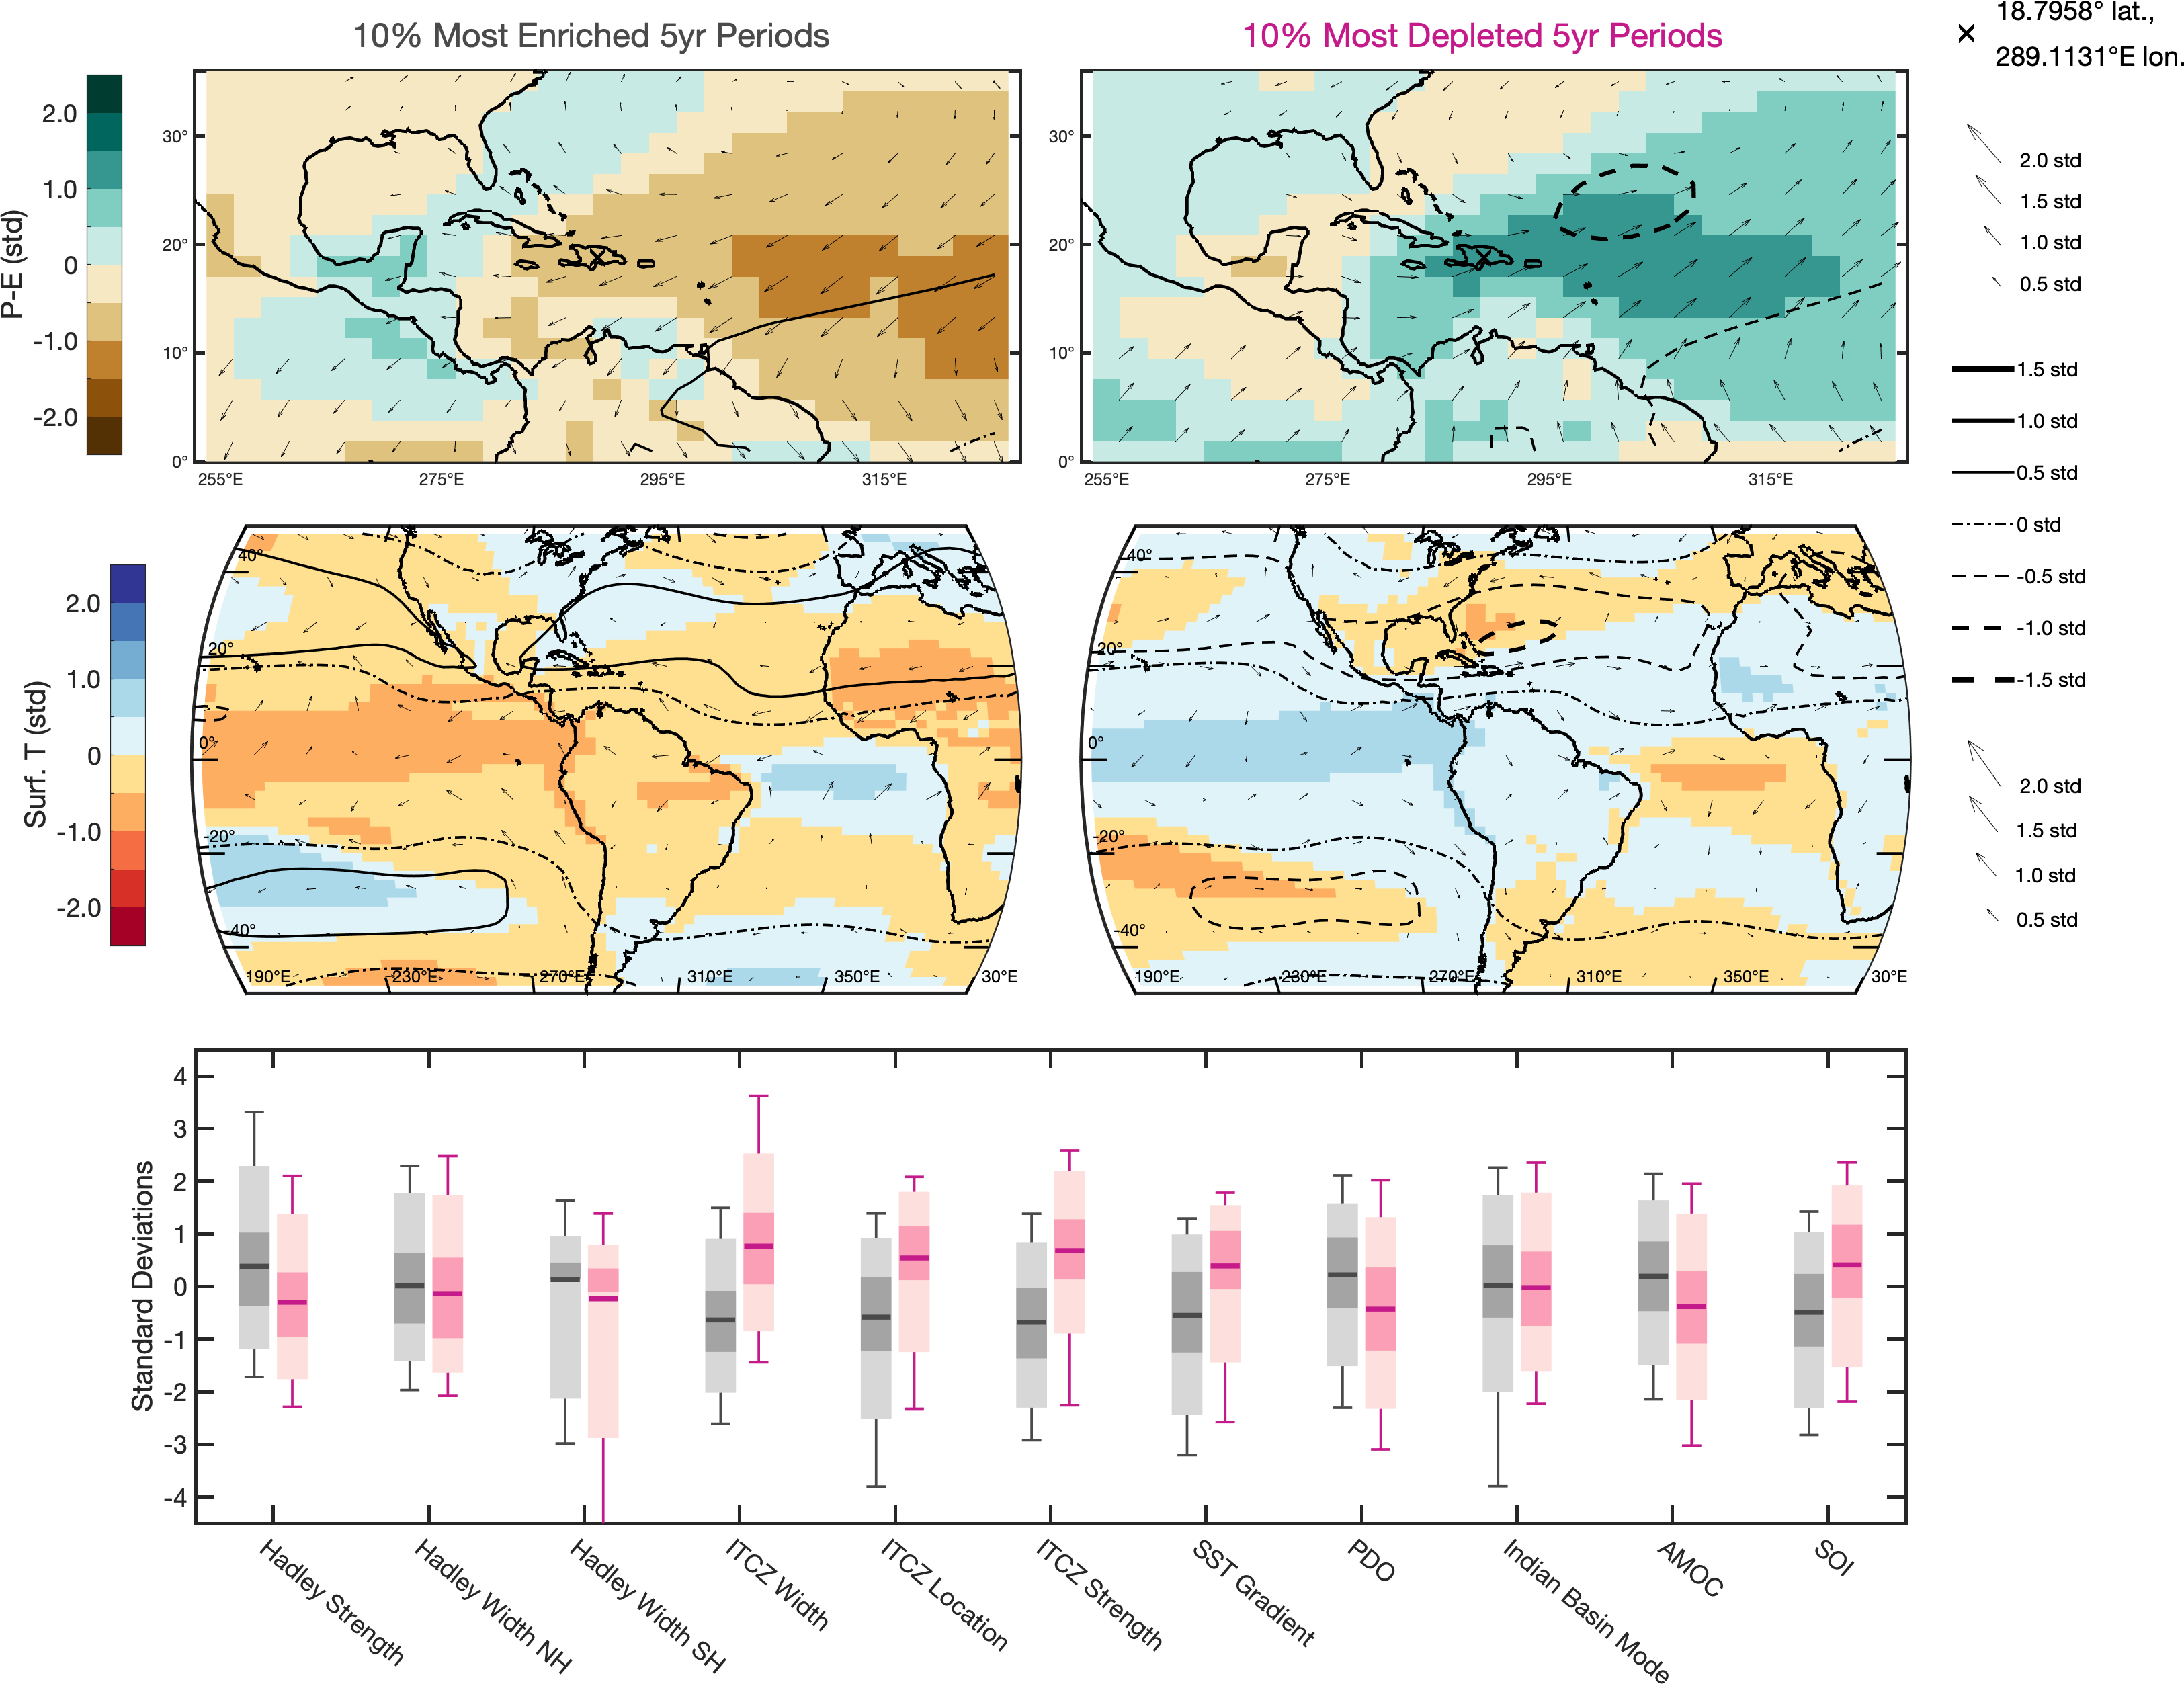 10% Most Enriched 5yr Periods
10% Most Depleted 5yr Periods
×
18.7958° lat.,
289.1131°E lon.
P-E (std)
2.0
1.0
0
-1.0
-2.0
30°
20°
10°
0°
255°E
275°E
295°E
315°E
30°
20°
10°
0°
255°E
275°E
295°E
315°E
2.0 std
1.5 std
1.0 std
0.5 std
1.5 std
1.0 std
0.5 std
0 std
-0.5 std
-1.0 std
-1.5 std
2.0 std
1.5 std
1.0 std
0.5 std
Surf. T (std)
2.0
1.0
0
-1.0
-2.0
40°
20°
0°
-20°
-40°
190°E
230°E
270°E
310°E
350°E
30°E
40°
20°
0°
-20°
-40°
190°E
230°E
270°E
310°E
350°E
30°E
Standard Deviations
4
3
2
1
0
-1
-2
-3
-4
Hadley Strength
Hadley Width NH
Hadley Width SH
ITCZ Width
ITCZ Location
ITCZ Strength
SST Gradient
PDO
Indian Basin Mode
AMOC
SOI